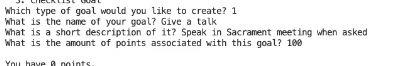 3. Checklist Goal
Which type of goal would you like to create? 1
What is the name of your goal? Give a talk
What is a short description of it? Speak in Sacrament meeting when asked
What is the amount of points associated with this goal? 100
You have 0 points.